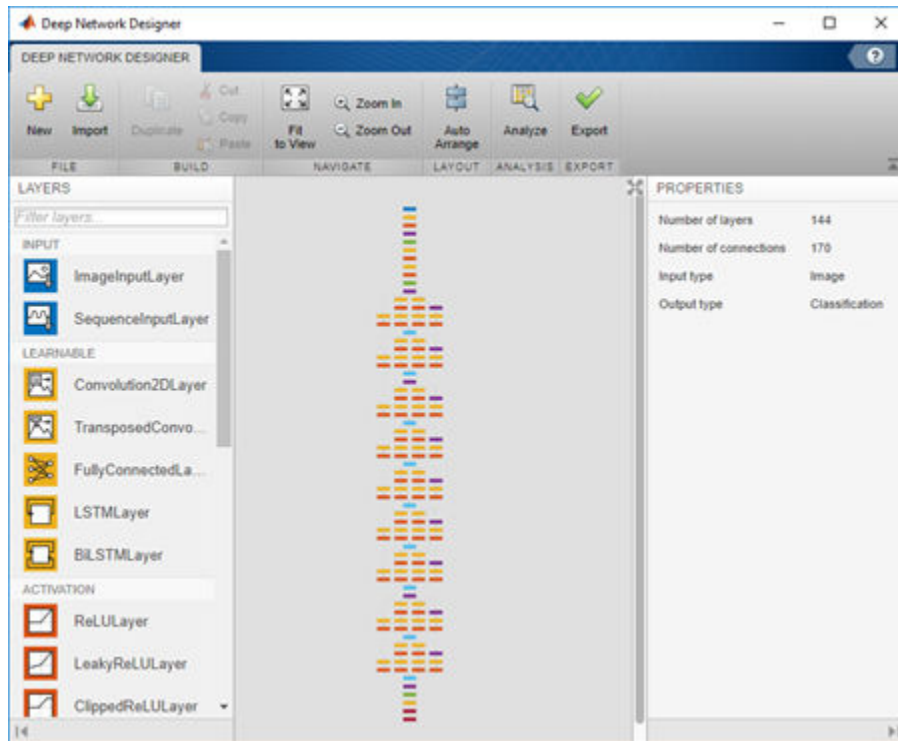 Deep Network Designer
DEEP NETWORK DESIGNER
?
New
Import
Duplicate
Cut
Copy
Paste
Fit
to View
Zoom In
Zoom Out
Auto
Arrange
Analyze
Export
FILE
BUILD
NAVIGATE
LAYOUT
ANALYSIS
EXPORT
LAYERS
Filter layers...
INPUT
ImageInputLayer
SequenceInputLayer
LEARNABLE
Convolution2DLayer
TransposedConvo...
FullyConnectedLa...
LSTMLayer
BiLSTMLayer
ACTIVATION
ReLULayer
LeakyReLULayer
ClippedReLULayer
PROPERTIES
Number of layers 144
Number of connections 170
Input type Image
Output type Classification